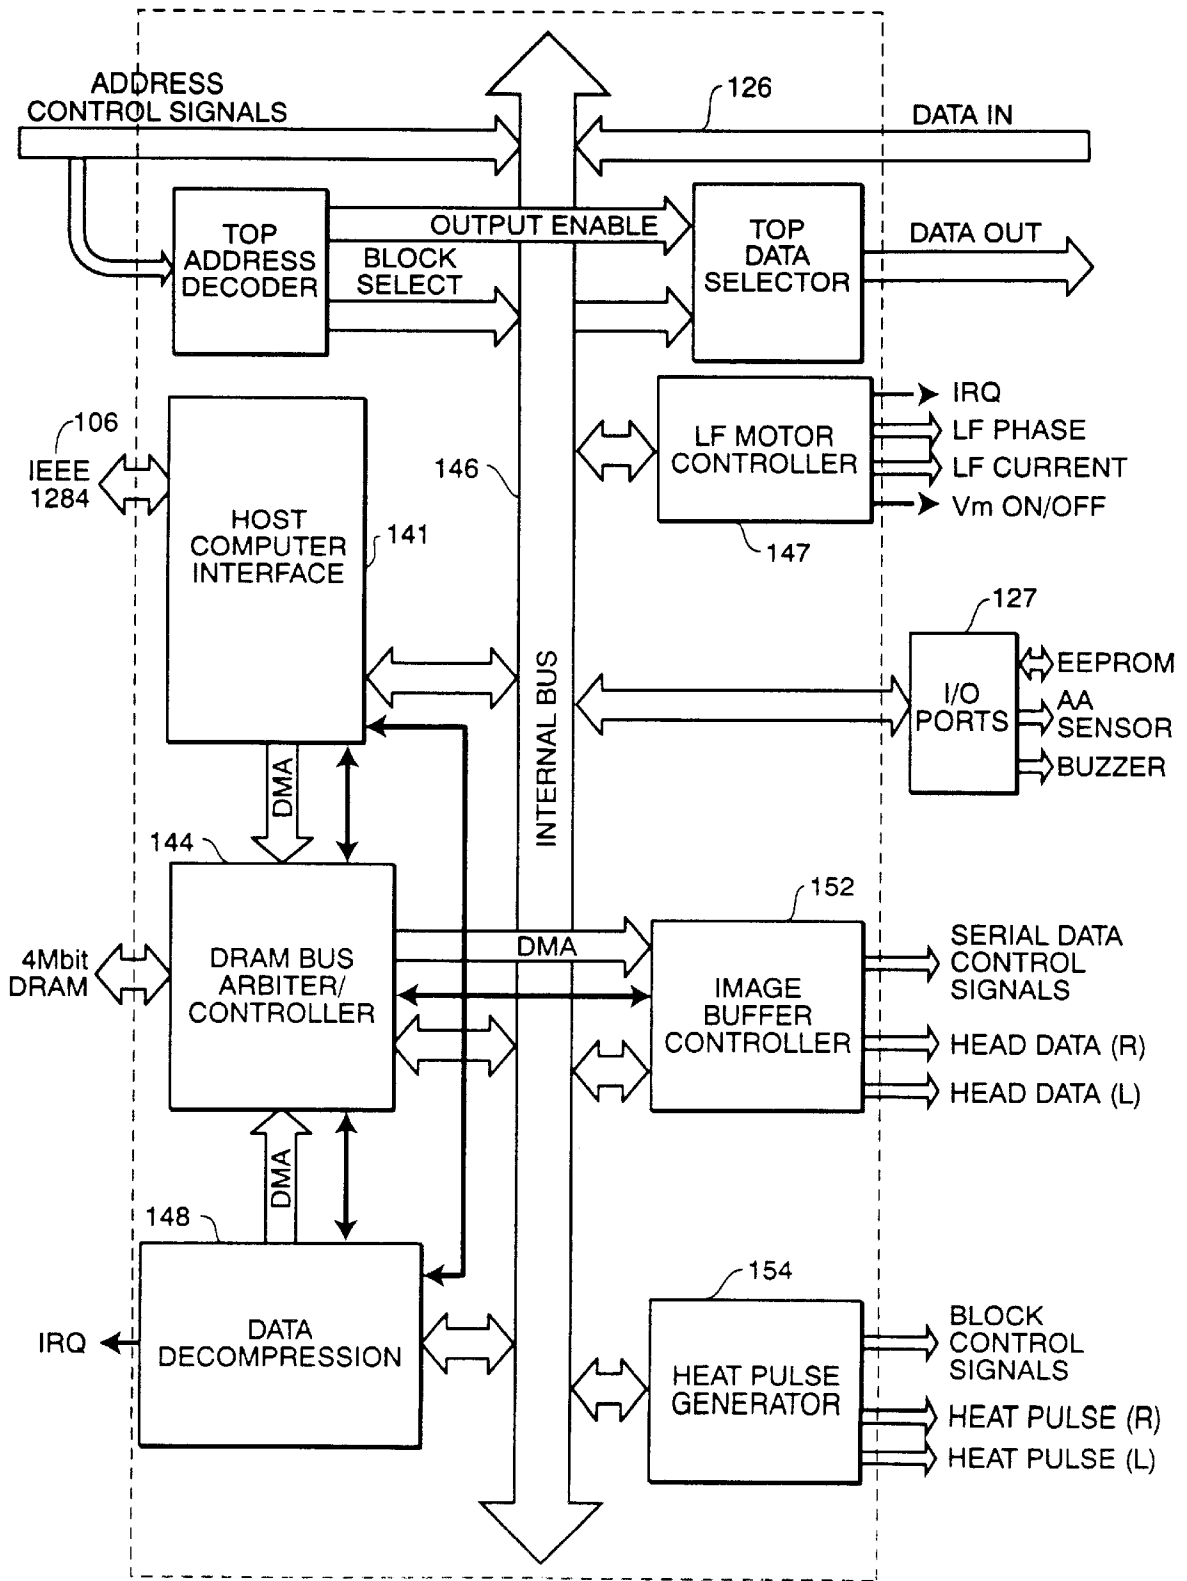 ADDRESS
CONTROL SIGNALS
126
DATA IN
TOP
ADDRESS
DECODER
OUTPUT ENABLE
BLOCK
SELECT
TOP
DATA
SELECTOR
DATA OUT
106
IEEE
1284
HOST
COMPUTER
INTERFACE
141
146
LF MOTOR
CONTROLLER
147
IRQ
LF PHASE
LF CURRENT
Vm ON/OFF
127
I/O
PORTS
EEPROM
AA
SENSOR
BUZZER
INTERNAL BUS
DMA
144
4Mbit
DRAM
DRAM BUS
ARBITER/
CONTROLLER
DMA
152
IMAGE
BUFFER
CONTROLLER
SERIAL DATA
CONTROL
SIGNALS
HEAD DATA (R)
HEAD DATA (L)
DMA
148
IRQ
DATA
DECOMPRESSION
154
HEAT PULSE
GENERATOR
BLOCK
CONTROL
SIGNALS
HEAT PULSE (R)
HEAT PULSE (L)